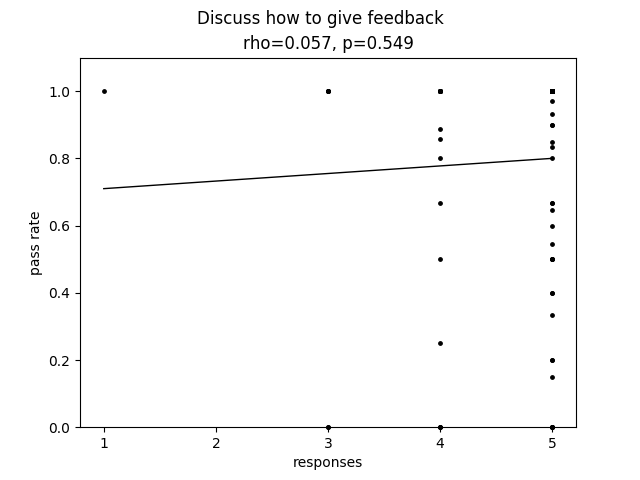 Discuss how to give feedback
rho=0.057, p=0.549
1.0
0.8
0.6
0.4
0.2
0.0
pass rate
1 2 3 4 5
responses